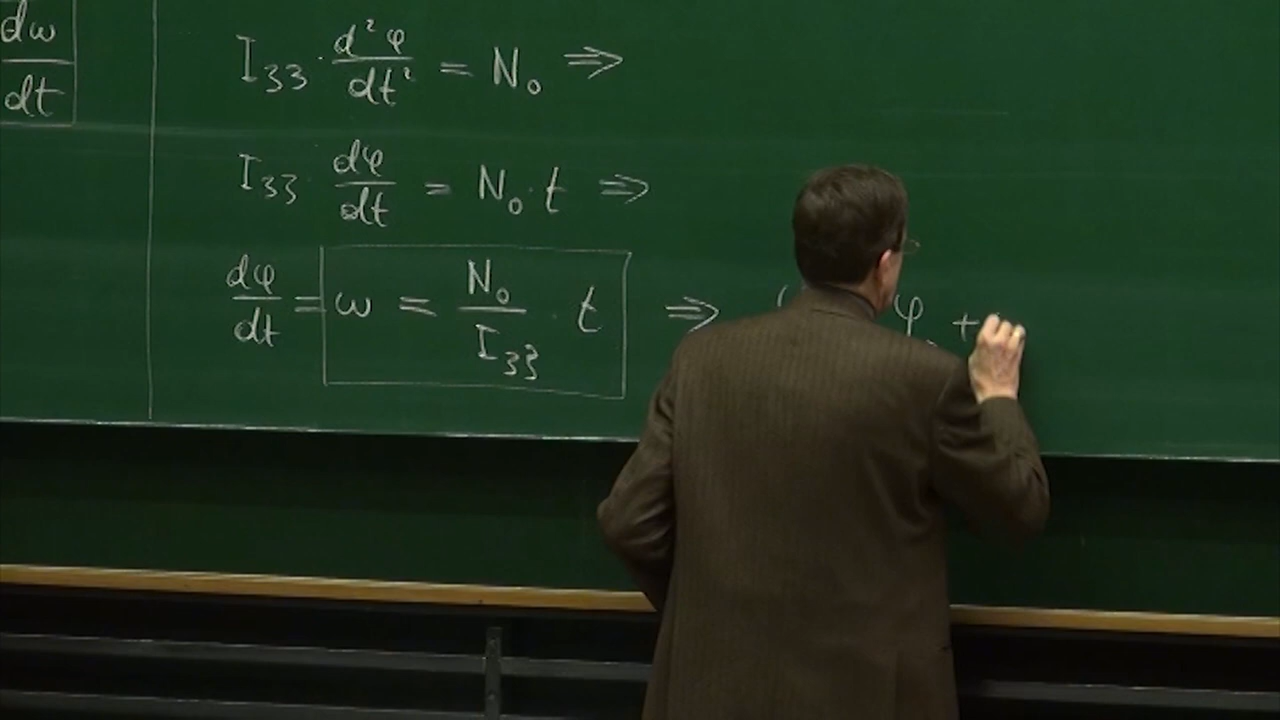 dω/dt
I₃₃ · d²φ/dt² = N₀ ⇒
I₃₃ dφ/dt = N₀ · t ⇒
dφ/dt = ω = N₀/I₃₃ · t ⇒ φ +